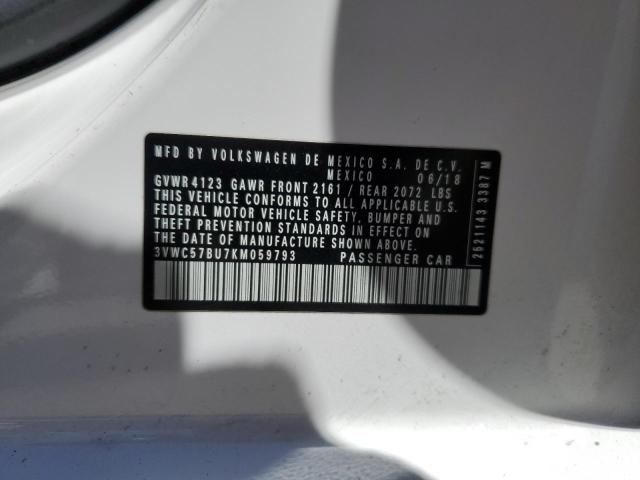 MFD BY VOLKSWAGEN DE MEXICO S.A. DE C.V.
MEXICO 06/18
GVWR 4123 GAWR FRONT 2161 / REAR 2072 LBS
THIS VEHICLE CONFORMS TO ALL APPLICABLE U.S.
FEDERAL MOTOR VEHICLE SAFETY, BUMPER AND
THEFT PREVENTION STANDARDS IN EFFECT ON
THE DATE OF MANUFACTURE SHOWN ABOVE.
3VWC57BU7KM059793 PASSENGER CAR
2521143 3387 M